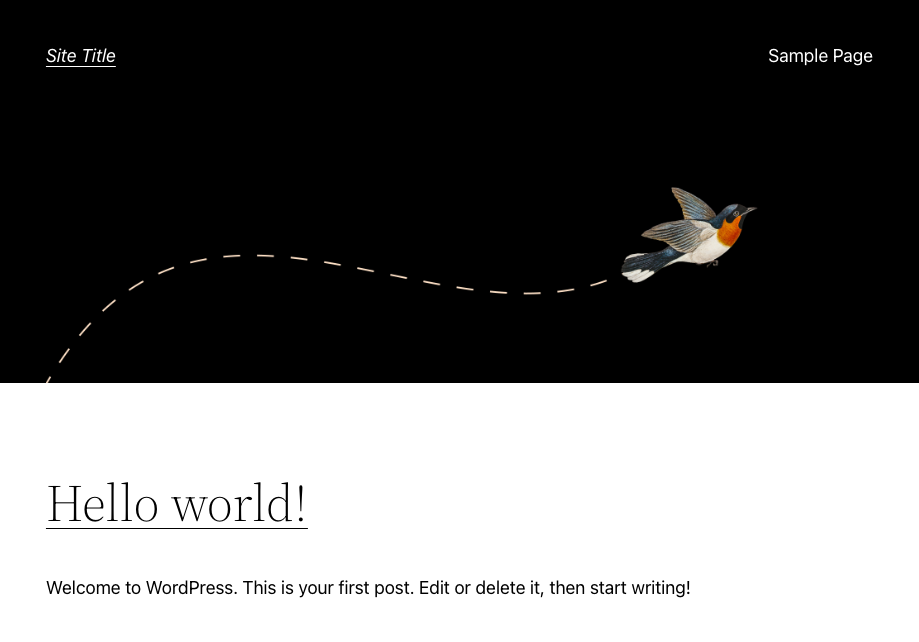 Site Title
Sample Page
Hello world!
Welcome to WordPress. This is your first post. Edit or delete it, then start writing!